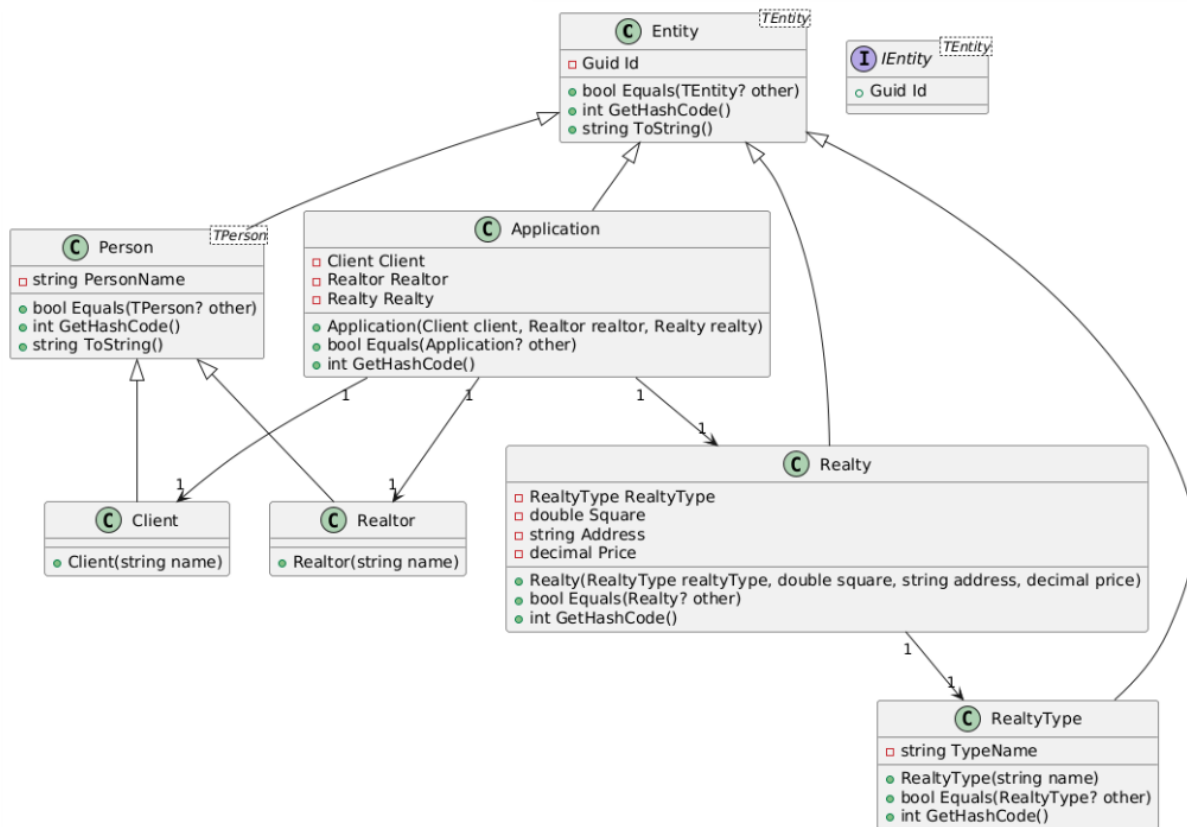 TEntity
C Entity
Guid Id
bool Equals(TEntity? other)
int GetHashCode()
string ToString()
TEntity
I IEntity
Guid Id
TPerson
C Person
string PersonName
bool Equals(TPerson? other)
int GetHashCode()
string ToString()
C Application
Client Client
Realtor Realtor
Realty Realty
Application(Client client, Realtor realtor, Realty realty)
bool Equals(Application? other)
int GetHashCode()
1
1
1
1
1
1
C Client
Client(string name)
C Realtor
Realtor(string name)
C Realty
RealtyType RealtyType
double Square
string Address
decimal Price
Realty(RealtyType realtyType, double square, string address, decimal price)
bool Equals(Realty? other)
int GetHashCode()
1
1
C RealtyType
string TypeName
RealtyType(string name)
bool Equals(RealtyType? other)
int GetHashCode()